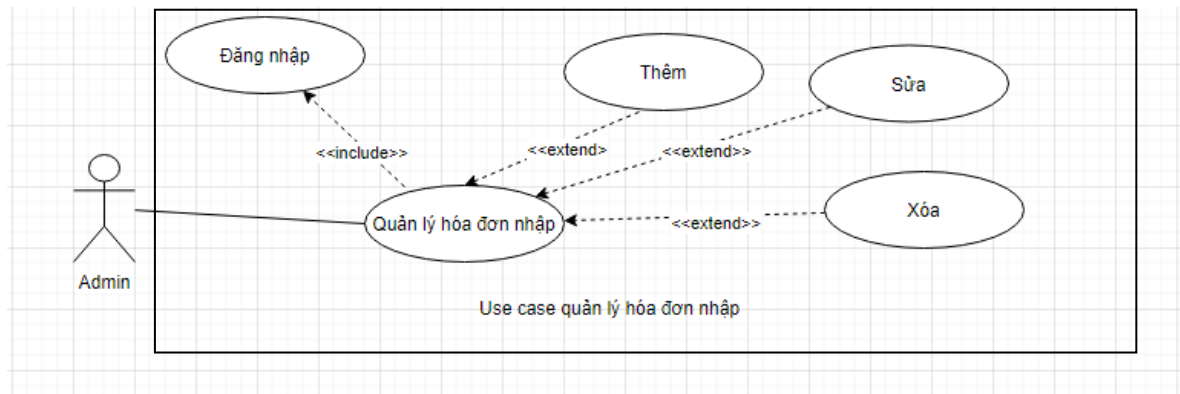 Đăng nhập
Thêm
Sửa
<<include>>
<<extend>
<<extend>>
Quản lý hóa đơn nhập
<<extend>>
Xóa
Admin
Use case quản lý hóa đơn nhập